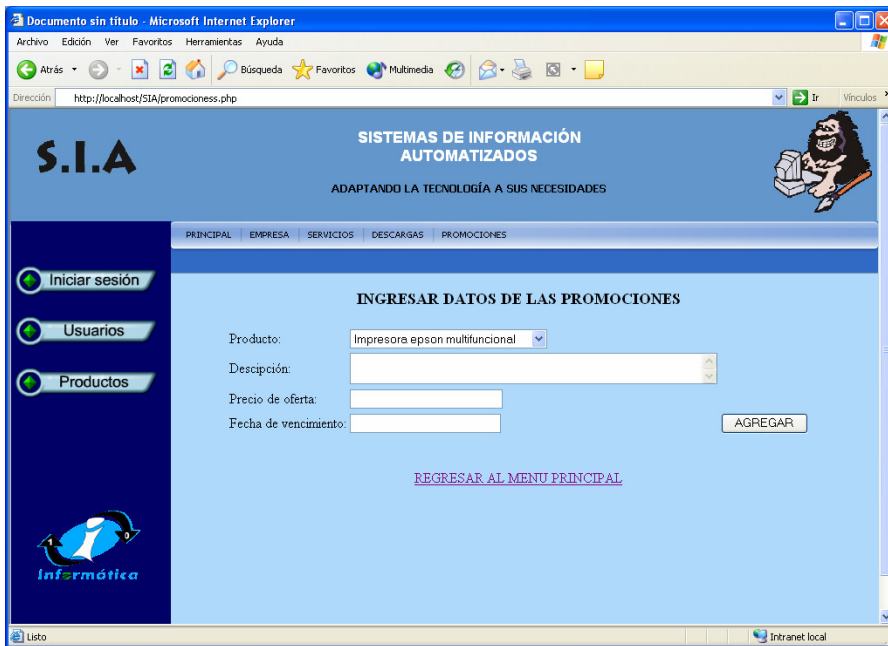 Documento sin título - Microsoft Internet Explorer
Archivo Edición Ver Favoritos Herramientas Ayuda
Atrás Búsqueda Favoritos Multimedia
Dirección http://localhost/SIA/promocioness.php Ir Vínculos
S.I.A
SISTEMAS DE INFORMACIÓN
AUTOMATIZADOS
ADAPTANDO LA TECNOLOGÍA A SUS NECESIDADES
PRINCIPAL EMPRESA SERVICIOS DESCARGAS PROMOCIONES
Iniciar sesión
Usuarios
Productos
INGRESAR DATOS DE LAS PROMOCIONES
Producto: Impresora epson multifuncional
Descipción:
Precio de oferta:
Fecha de vencimiento: AGREGAR
REGRESAR AL MENU PRINCIPAL
1 0
Informática
Listo Intranet local